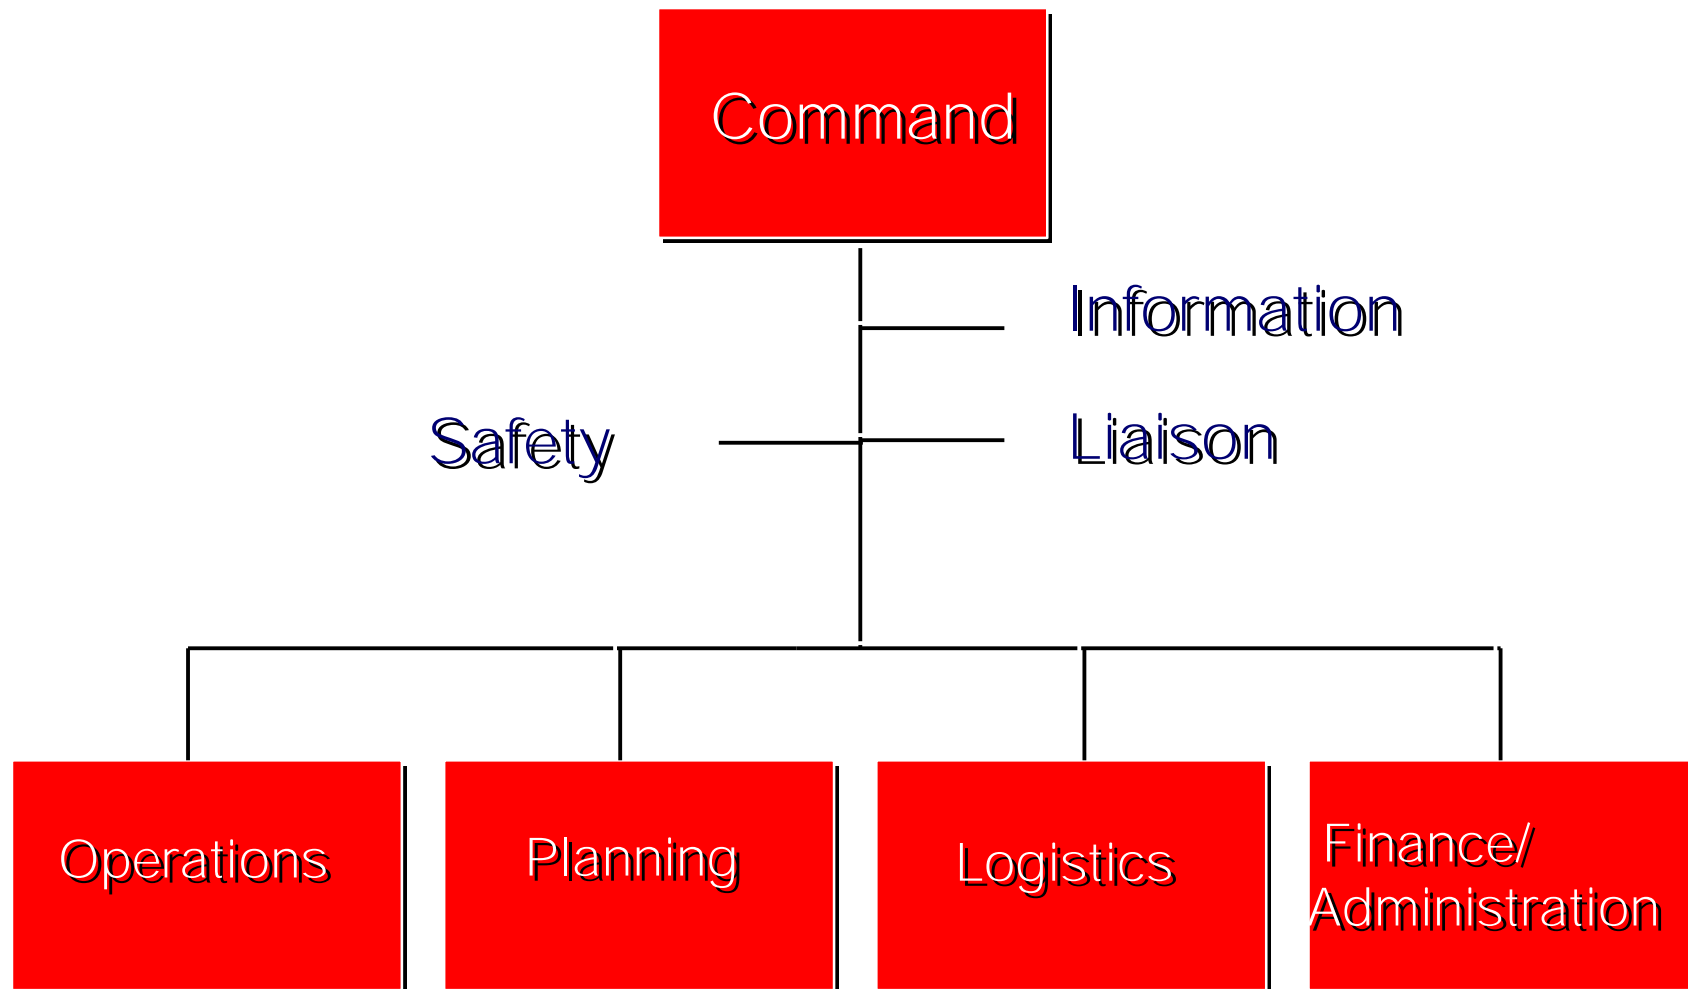 Command
Information
Safety
Liaison
Operations
Planning
Logistics
Finance/
Administration